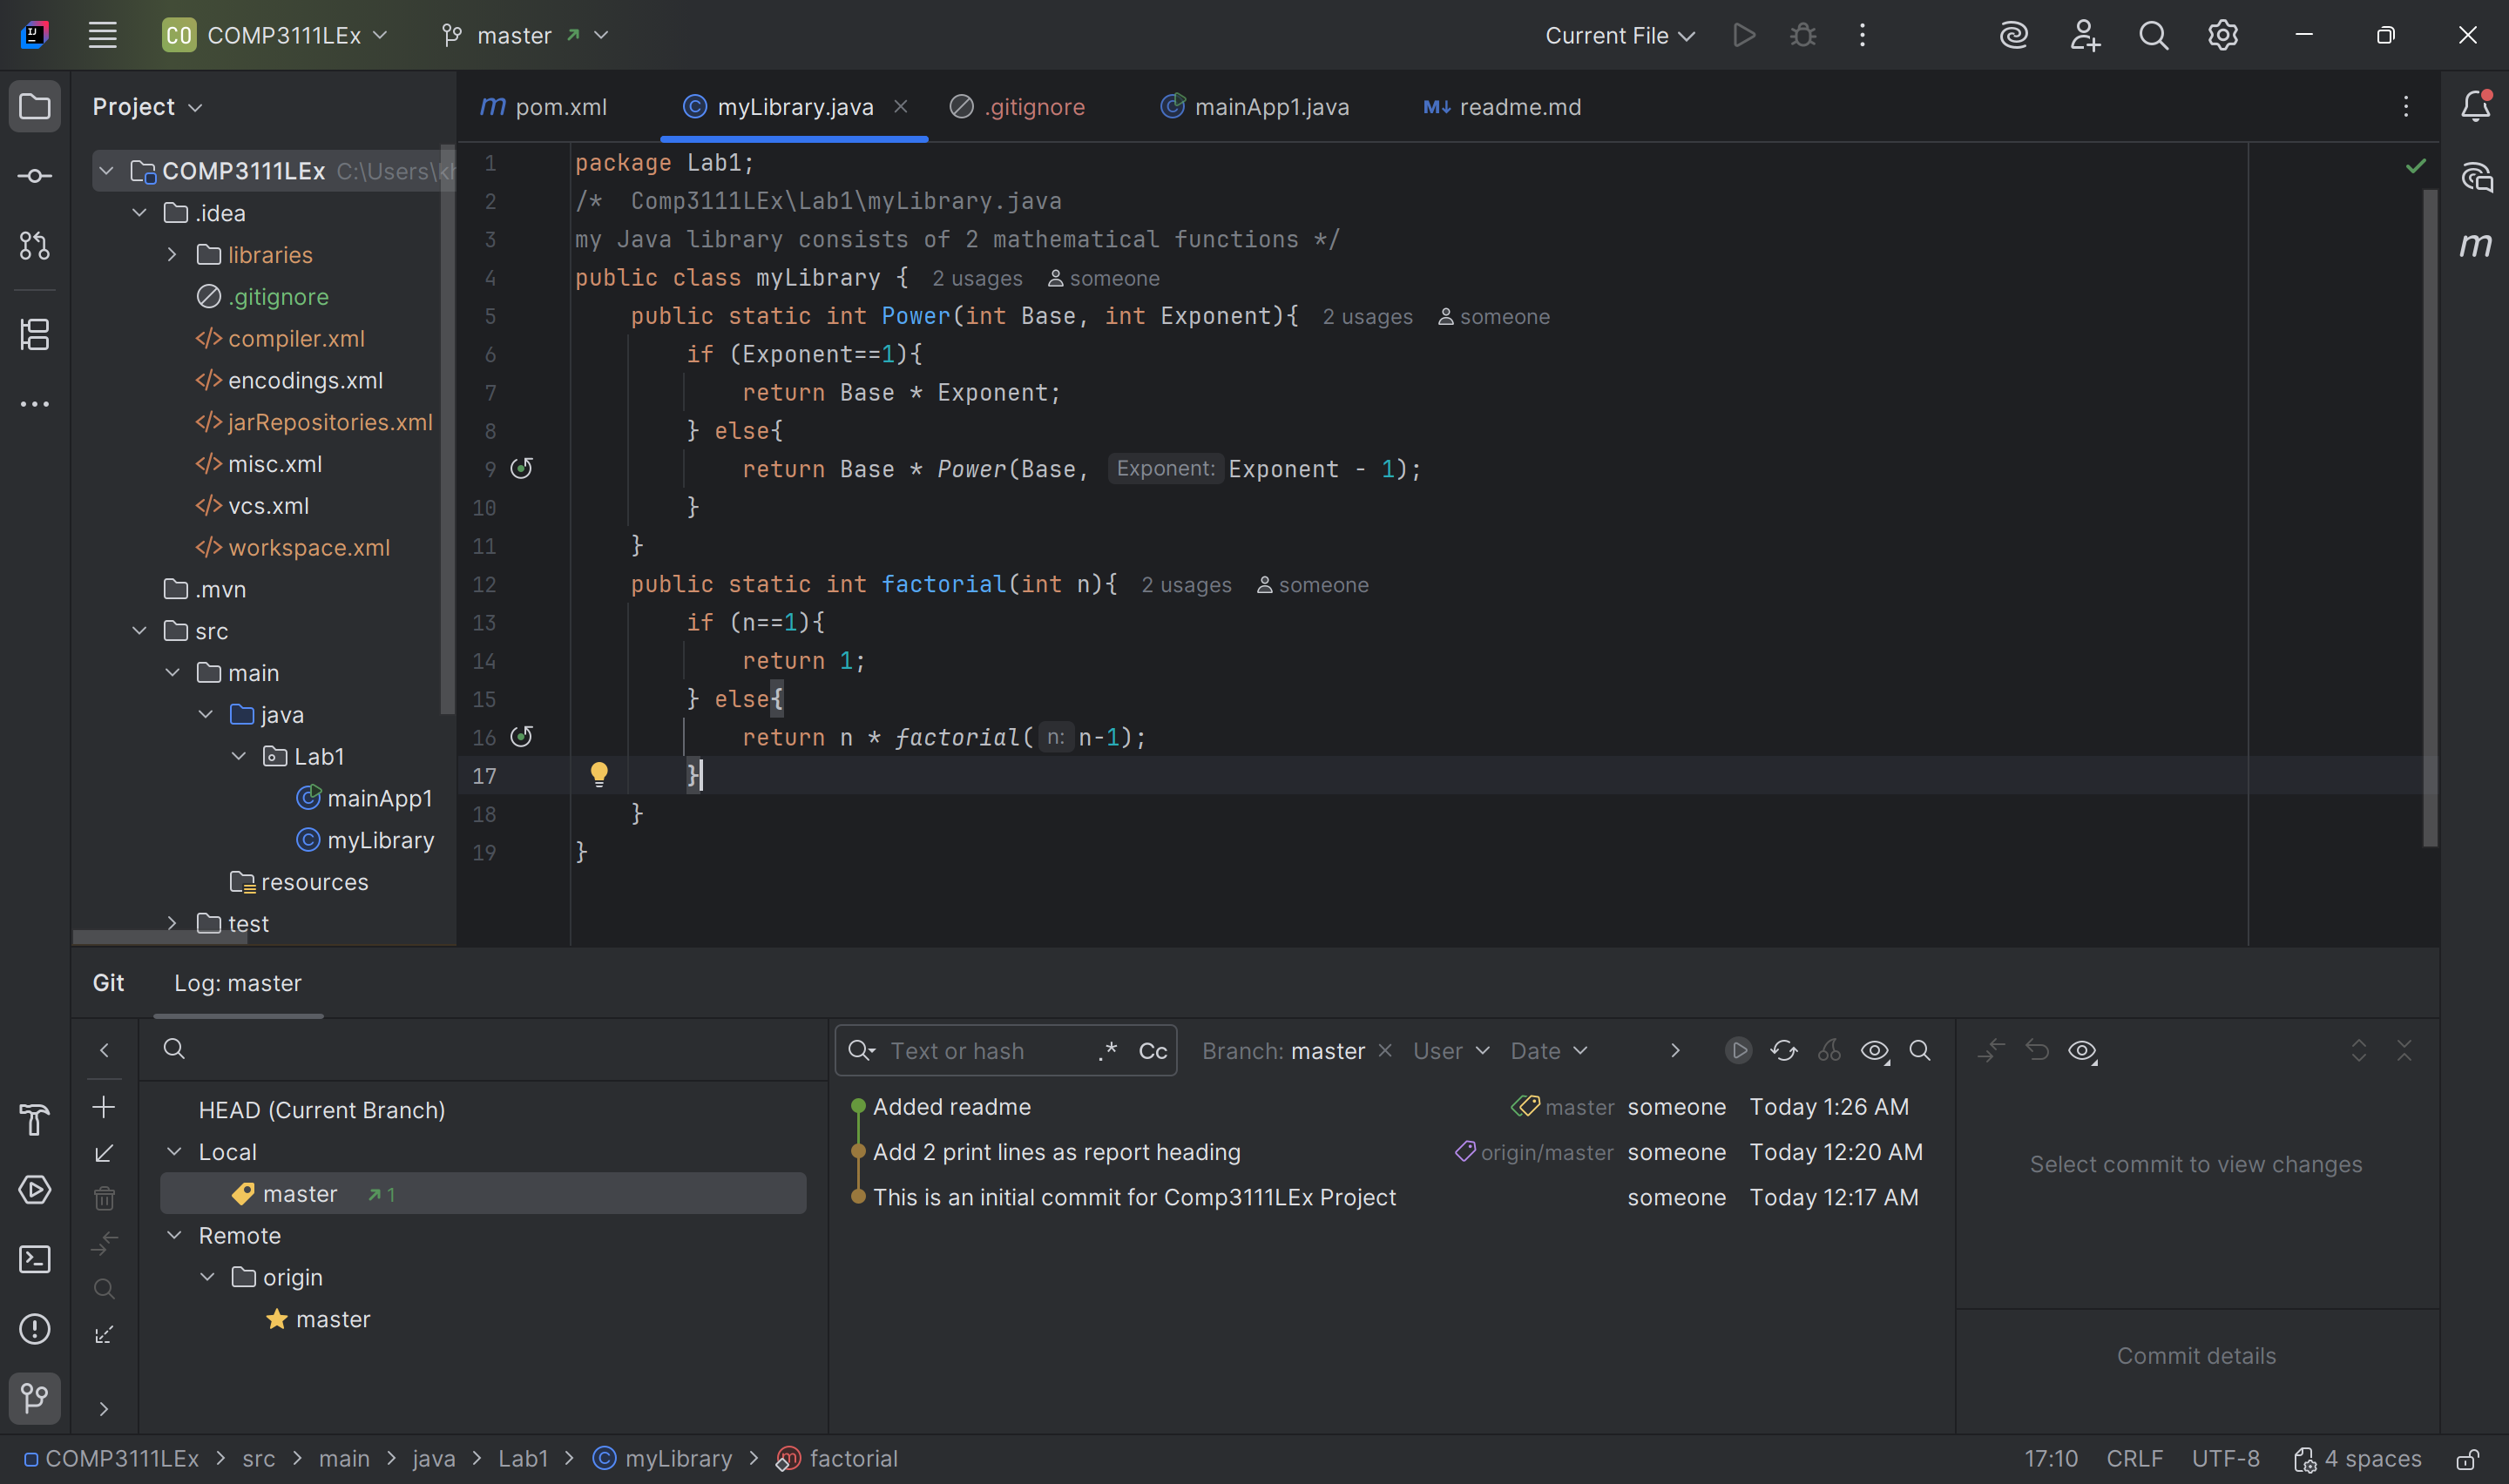 CO COMP3111LEx master Current File
Project
pom.xml myLibrary.java .gitignore mainApp1.java M↓ readme.md
COMP3111LEx C:\Users\
.idea
libraries
.gitignore
</> compiler.xml
</> encodings.xml
</> jarRepositories.xml
</> misc.xml
</> vcs.xml
</> workspace.xml
.mvn
src
main
java
Lab1
mainApp1
myLibrary
resources
test
1 package Lab1;
2 /*  Comp3111LEx\Lab1\myLibrary.java
3 my Java library consists of 2 mathematical functions */
4 public class myLibrary { 2 usages someone
5     public static int Power(int Base, int Exponent){ 2 usages someone
6         if (Exponent==1){
7             return Base * Exponent;
8         } else{
9             return Base * Power(Base, Exponent: Exponent - 1);
10         }
11     }
12     public static int factorial(int n){ 2 usages someone
13         if (n==1){
14             return 1;
15         } else{
16             return n * factorial( n: n-1);
17         }
18     }
19 }
Git Log: master
HEAD (Current Branch)
Local
master 1
Remote
origin
master
Text or hash .* Cc Branch: master User Date
Added readme master someone Today 1:26 AM
Add 2 print lines as report heading origin/master someone Today 12:20 AM
This is an initial commit for Comp3111LEx Project someone Today 12:17 AM
Select commit to view changes
Commit details
COMP3111LEx > src > main > java > Lab1 > myLibrary > factorial 17:10 CRLF UTF-8 4 spaces